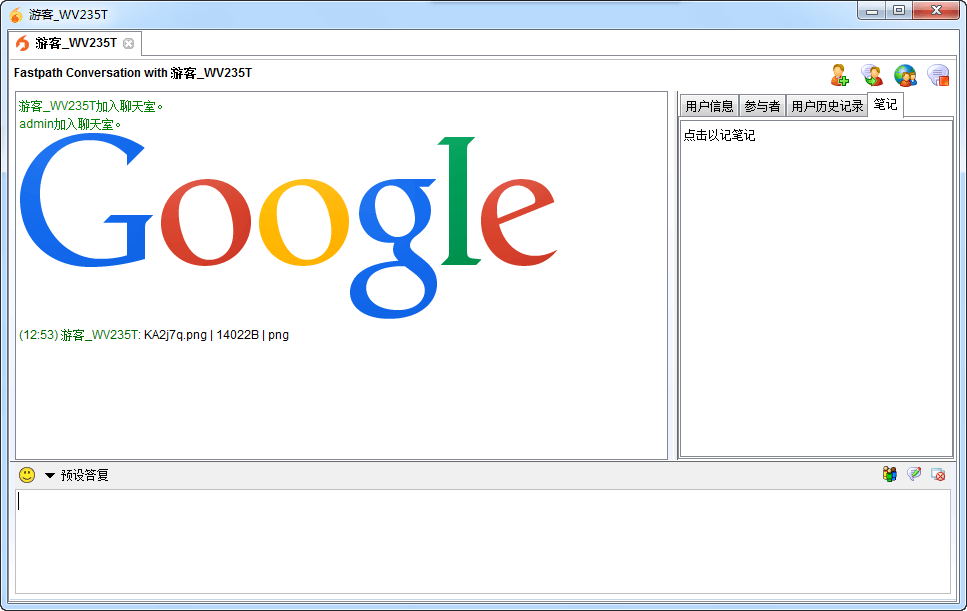 游客_WV235T
游客_WV235T
Fastpath Conversation with 游客_WV235T
游客_WV235T加入聊天室。
admin加入聊天室。
Google
(12:53) 游客_WV235T: KA2j7q.png | 14022B | png
用户信息 参与者 用户历史记录 笔记
点击以记笔记
预设答复